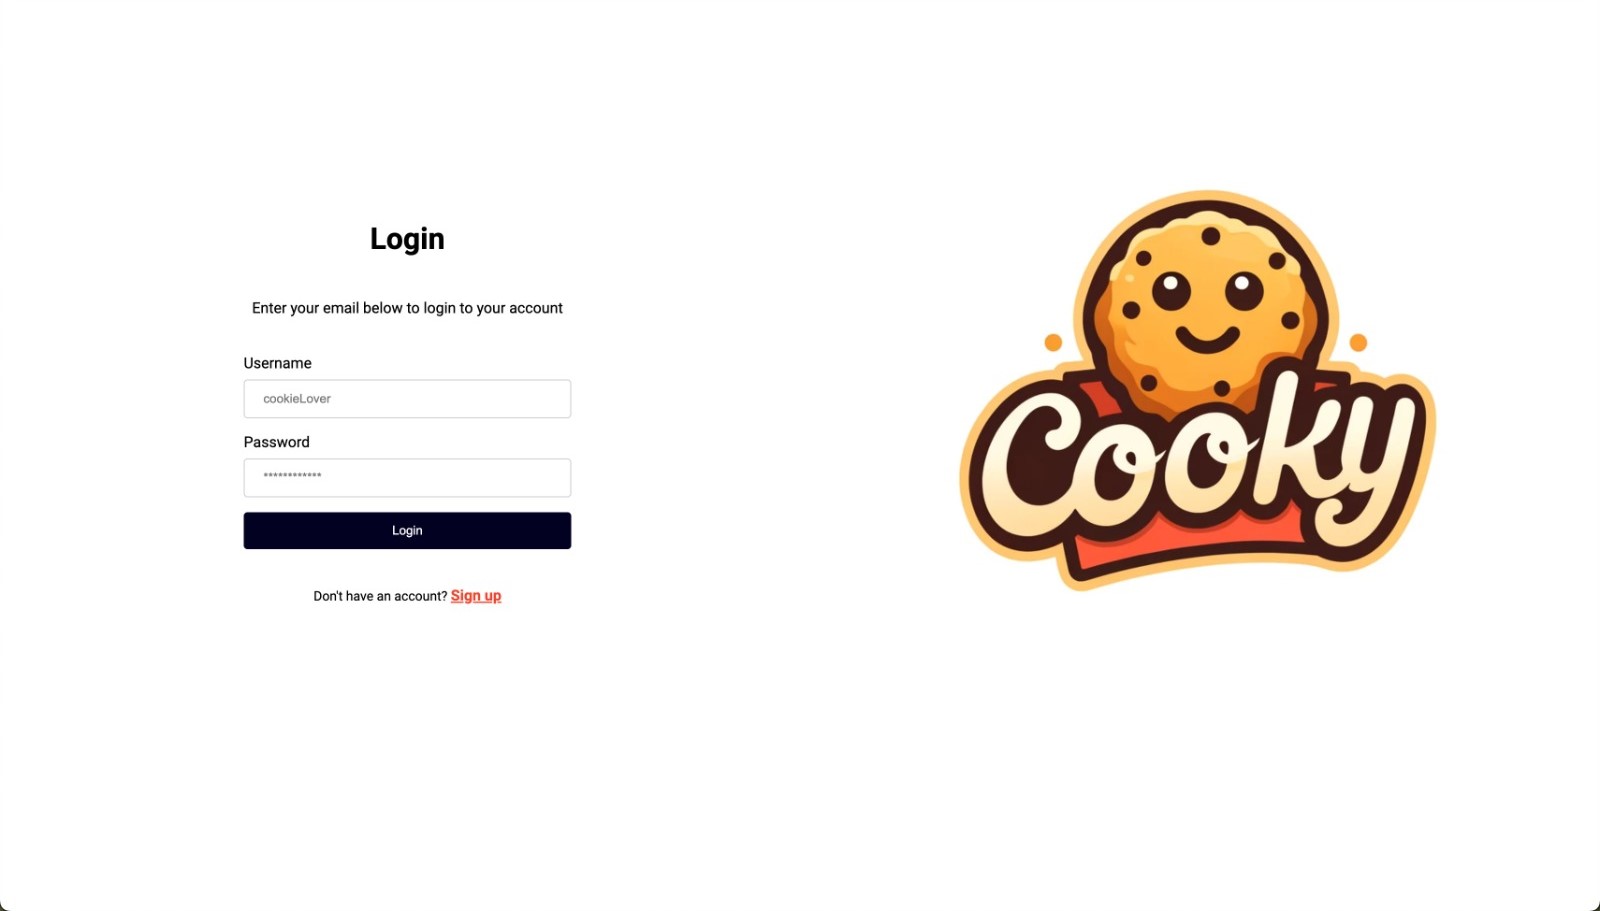 Login
Enter your email below to login to your account
Username
cookieLover
Password
************
Login
Don't have an account? Sign up
Cooky